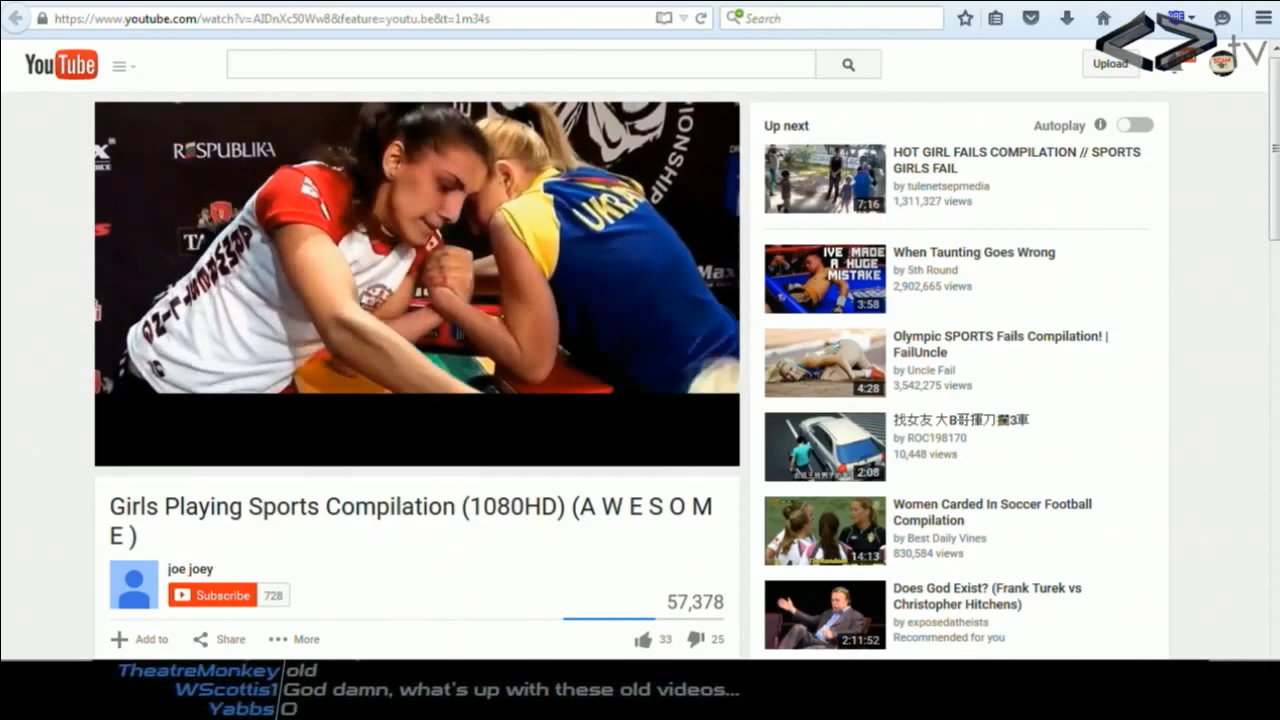 https://www.youtube.com/watch?v=AIDnXc50Ww8&feature=youtu.be&t=1m34s
Search
YouTube
Upload
tv
ROSPUBLIKA
IONSHIP
UKRA
Max
Up next
Autoplay
HOT GIRL FAILS COMPILATION // SPORTS
GIRLS FAIL
by tulenetsepmedia
1,311,327 views
7:16
IVE MADE
A HUGE
MISTAKE
3:58
When Taunting Goes Wrong
by 5th Round
2,902,665 views
Olympic SPORTS Fails Compilation! |
FailUncle
by Uncle Fail
3,542,275 views
4:28
找女友 大B哥揮刀攔3車
by ROC198170
10,448 views
2:08
Women Carded In Soccer Football
Compilation
by Best Daily Vines
830,584 views
14:13
Does God Exist? (Frank Turek vs
Christopher Hitchens)
by exposedatheists
Recommended for you
2:11:52
Girls Playing Sports Compilation (1080HD) (A W E S O M
E )
joe joey
Subscribe 728
57,378
Add to Share More 33 25
TheatreMonkey old
WScottis1 God damn, what's up with these old videos...
Yabbs O